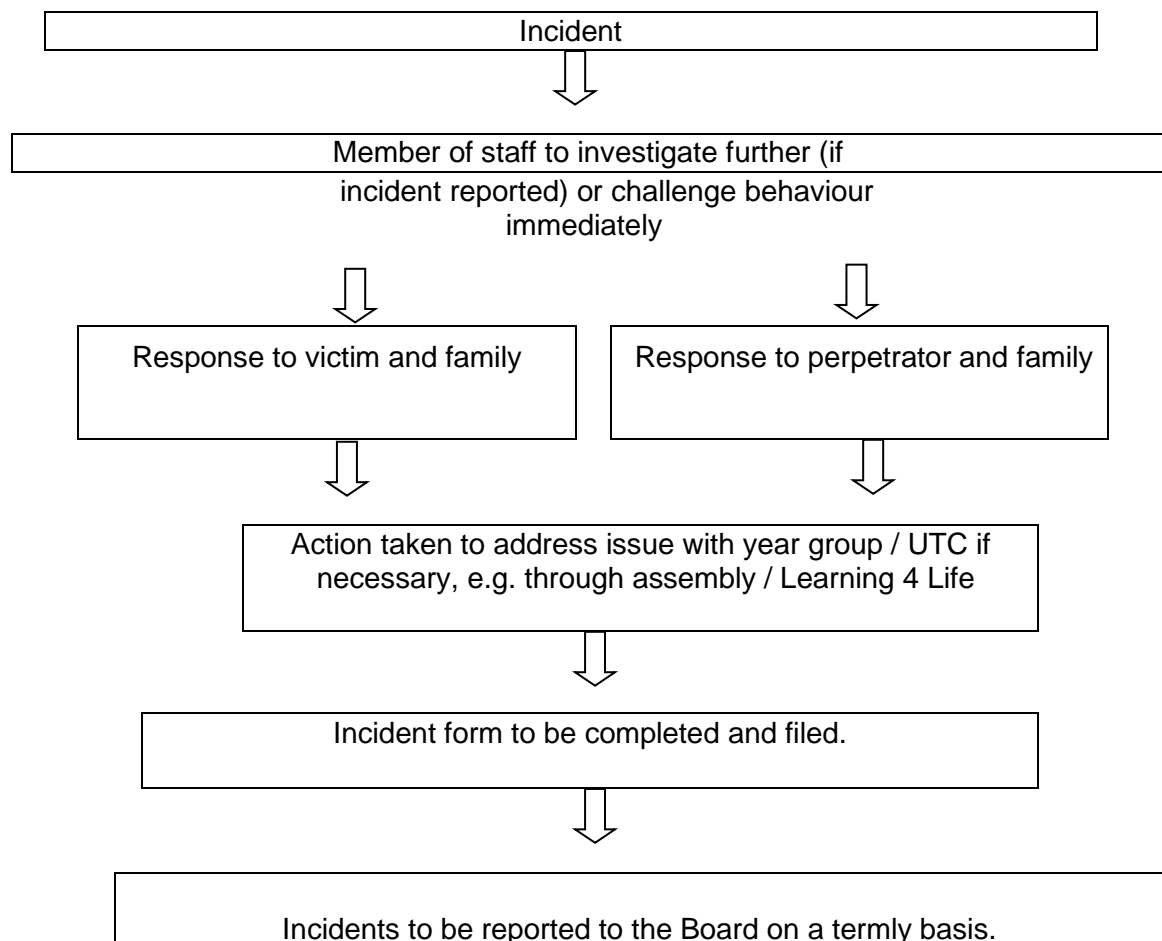 Incident
Member of staff to investigate further (if
incident reported) or challenge behaviour
immediately
Response to victim and family
Response to perpetrator and family
Action taken to address issue with year group / UTC if
necessary, e.g. through assembly / Learning 4 Life
Incident form to be completed and filed.
Incidents to be reported to the Board on a termly basis.